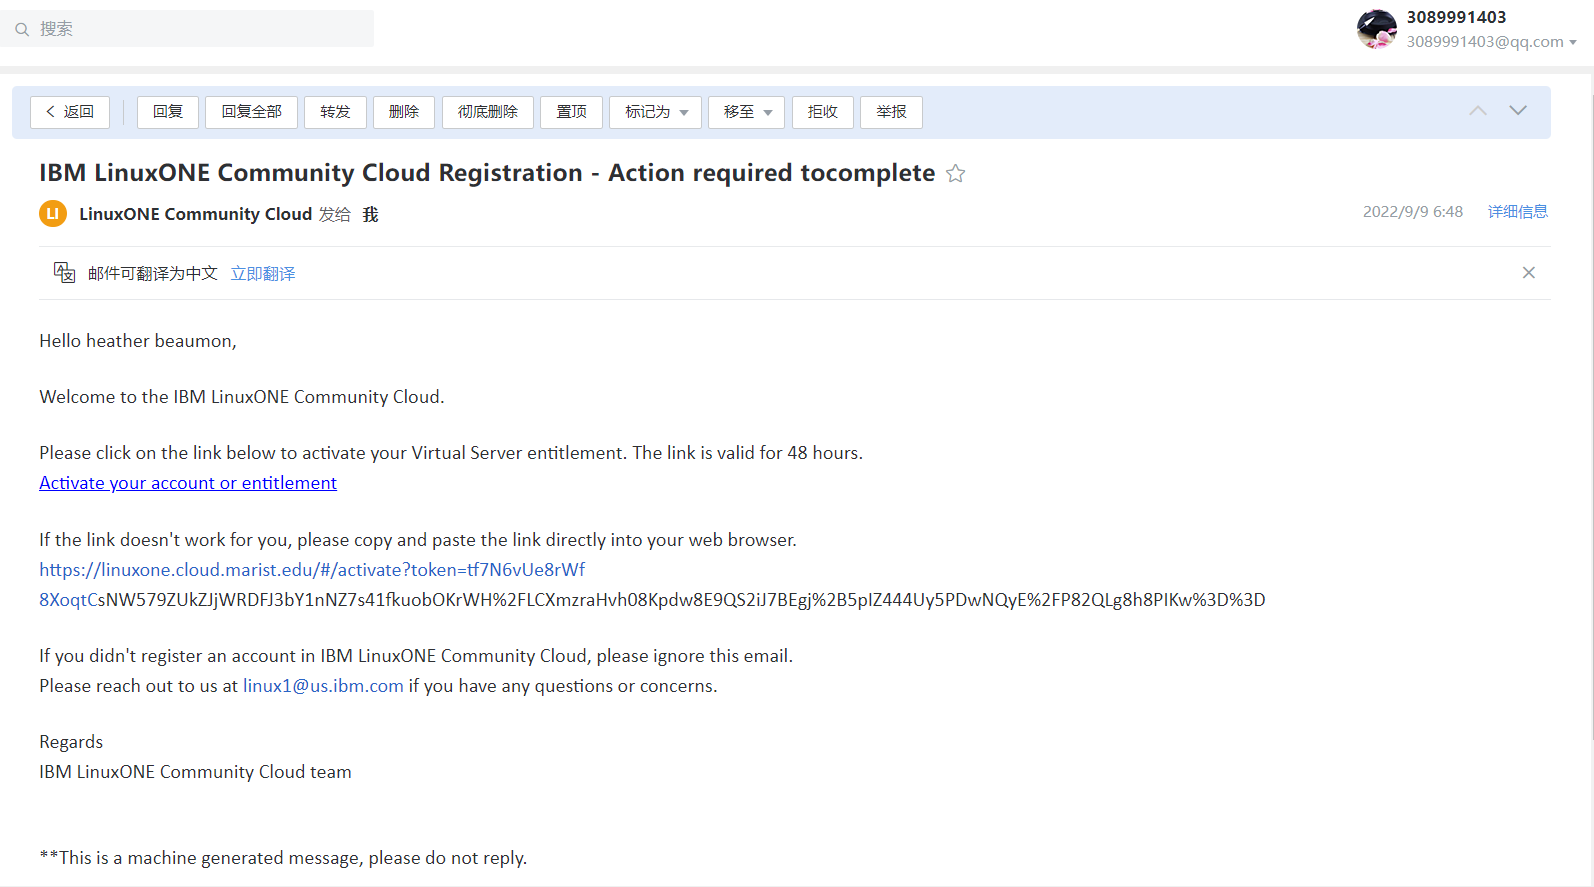 搜索
3089991403
3089991403@qq.com
返回 回复 回复全部 转发 删除 彻底删除 置顶 标记为 移至 拒收 举报
IBM LinuxONE Community Cloud Registration - Action required tocomplete
LI LinuxONE Community Cloud 发给 我 2022/9/9 6:48 详细信息
邮件可翻译为中文 立即翻译
Hello heather beaumon,
Welcome to the IBM LinuxONE Community Cloud.
Please click on the link below to activate your Virtual Server entitlement. The link is valid for 48 hours.
Activate your account or entitlement
If the link doesn't work for you, please copy and paste the link directly into your web browser.
https://linuxone.cloud.marist.edu/#/activate?token=tf7N6vUe8rWf
8XoqtCsNW579ZUkZJjWRDFJ3bY1nNZ7s41fkuobOKrWH%2FLCXmzraHvh08Kpdw8E9QS2iJ7BEgj%2B5pIZ444Uy5PDwNQyE%2FP82QLg8h8PIKw%3D%3D
If you didn't register an account in IBM LinuxONE Community Cloud, please ignore this email.
Please reach out to us at linux1@us.ibm.com if you have any questions or concerns.
Regards
IBM LinuxONE Community Cloud team
**This is a machine generated message, please do not reply.